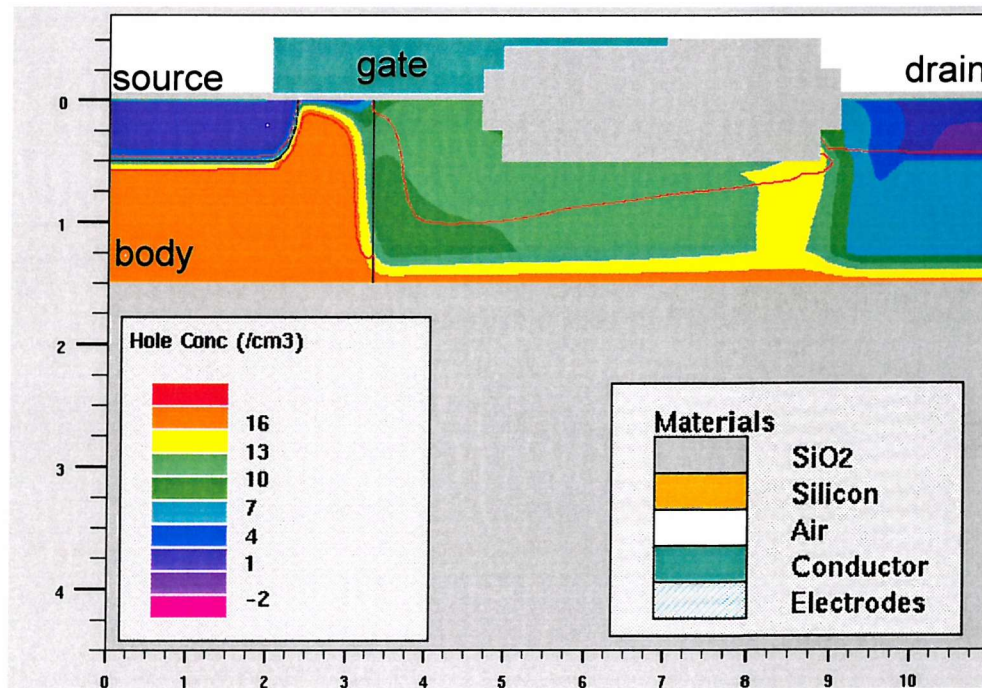 source
gate
drain
body
0
1
2
3
4
Hole Conc (/cm3)
16
13
10
7
4
1
-2
Materials
SiO2
Silicon
Air
Conductor
Electrodes
0 1 2 3 4 5 6 7 8 9 10